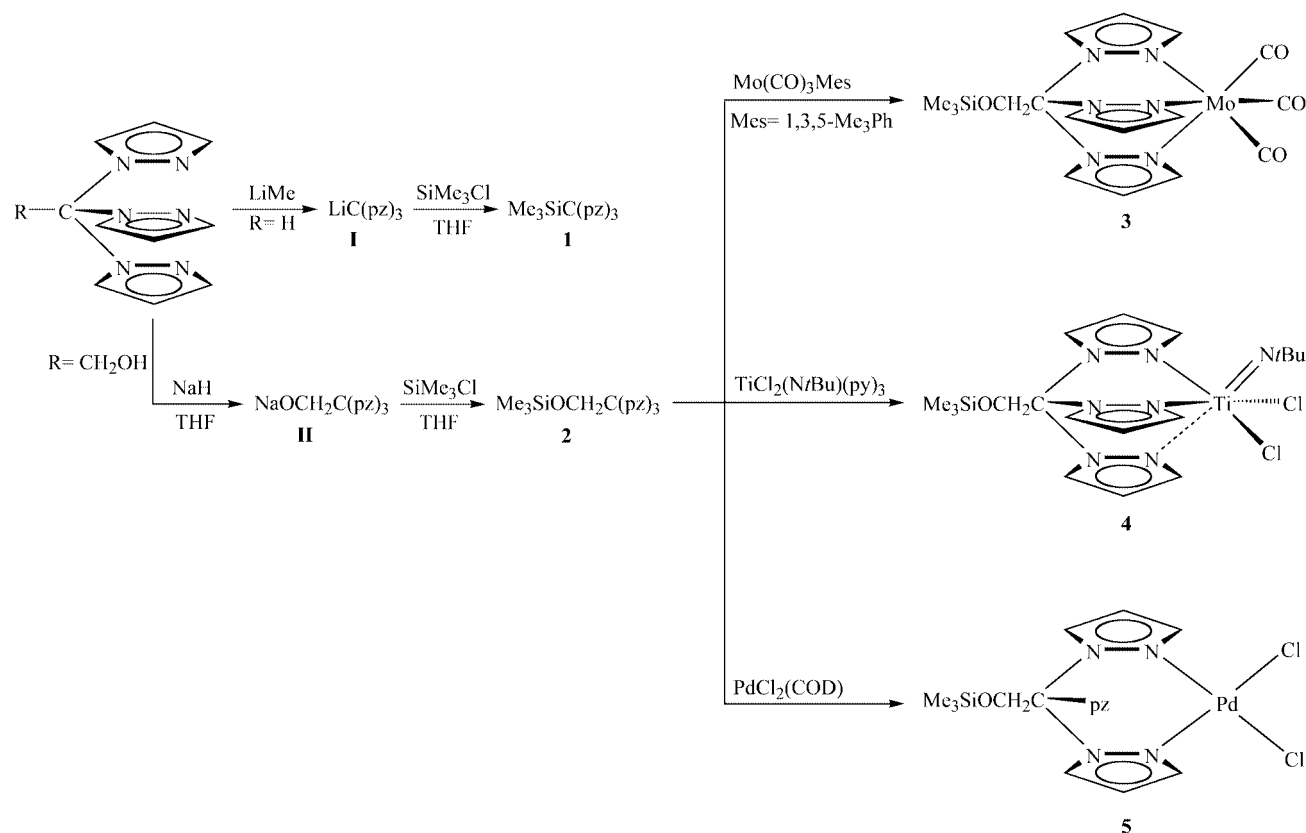 R
C
N
N
N
N
N
N
LiMe
R= H
LiC(pz)₃
I
SiMe₃Cl
THF
Me₃SiC(pz)₃
1
R= CH₂OH
NaH
THF
NaOCH₂C(pz)₃
II
SiMe₃Cl
THF
Me₃SiOCH₂C(pz)₃
2
Mo(CO)₃Mes
Mes= 1,3,5-Me₃Ph
Me₃SiOCH₂C
N
N
N
N
N
N
Mo
CO
CO
CO
3
TiCl₂(NtBu)(py)₃
Me₃SiOCH₂C
N
N
N
N
N
N
Ti
NtBu
Cl
Cl
4
PdCl₂(COD)
Me₃SiOCH₂C
pz
N
N
N
N
Pd
Cl
Cl
5